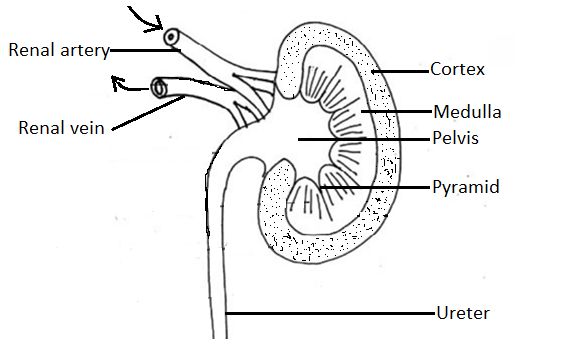 Renal artery
Cortex
Medulla
Renal vein
Pelvis
Pyramid
Ureter